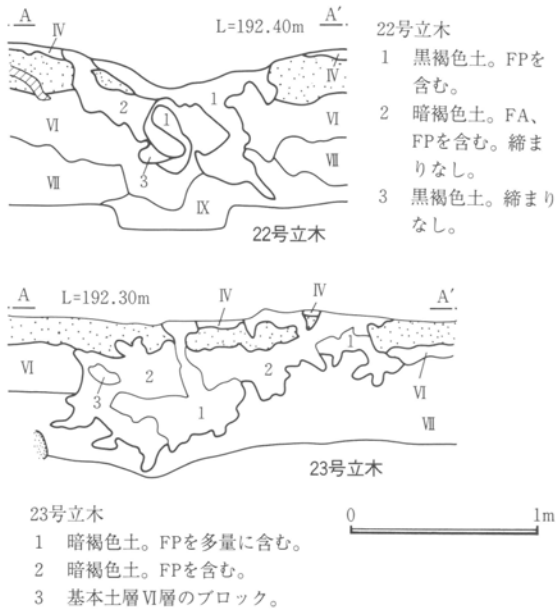 A L=192.40m A′
Ⅳ
Ⅳ
1
2
1
Ⅵ
Ⅵ
3
Ⅶ
Ⅷ
Ⅸ
22号立木
22号立木
1 黒褐色土。FPを
含む。
2 暗褐色土。FA、
FPを含む。締ま
りなし。
3 黒褐色土。締まり
なし。
A L=192.30m A′
Ⅳ
Ⅳ
1
Ⅵ
2
2
3
1
Ⅵ
Ⅶ
23号立木
23号立木
1 暗褐色土。FPを多量に含む。
2 暗褐色土。FPを含む。
3 基本土層Ⅵ層のブロック。
0 1m